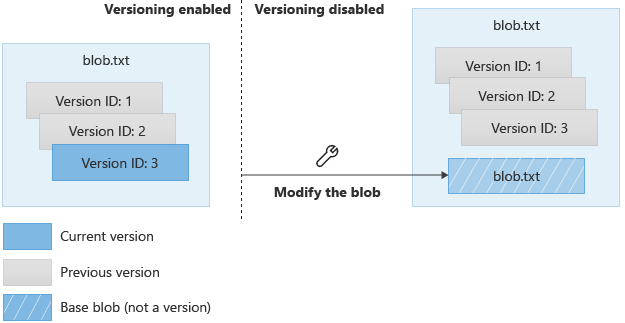 Versioning enabled
Versioning disabled
blob.txt
Version ID: 1
Version ID: 2
Version ID: 3
blob.txt
Version ID: 1
Version ID: 2
Version ID: 3
blob.txt
Modify the blob
Current version
Previous version
Base blob (not a version)